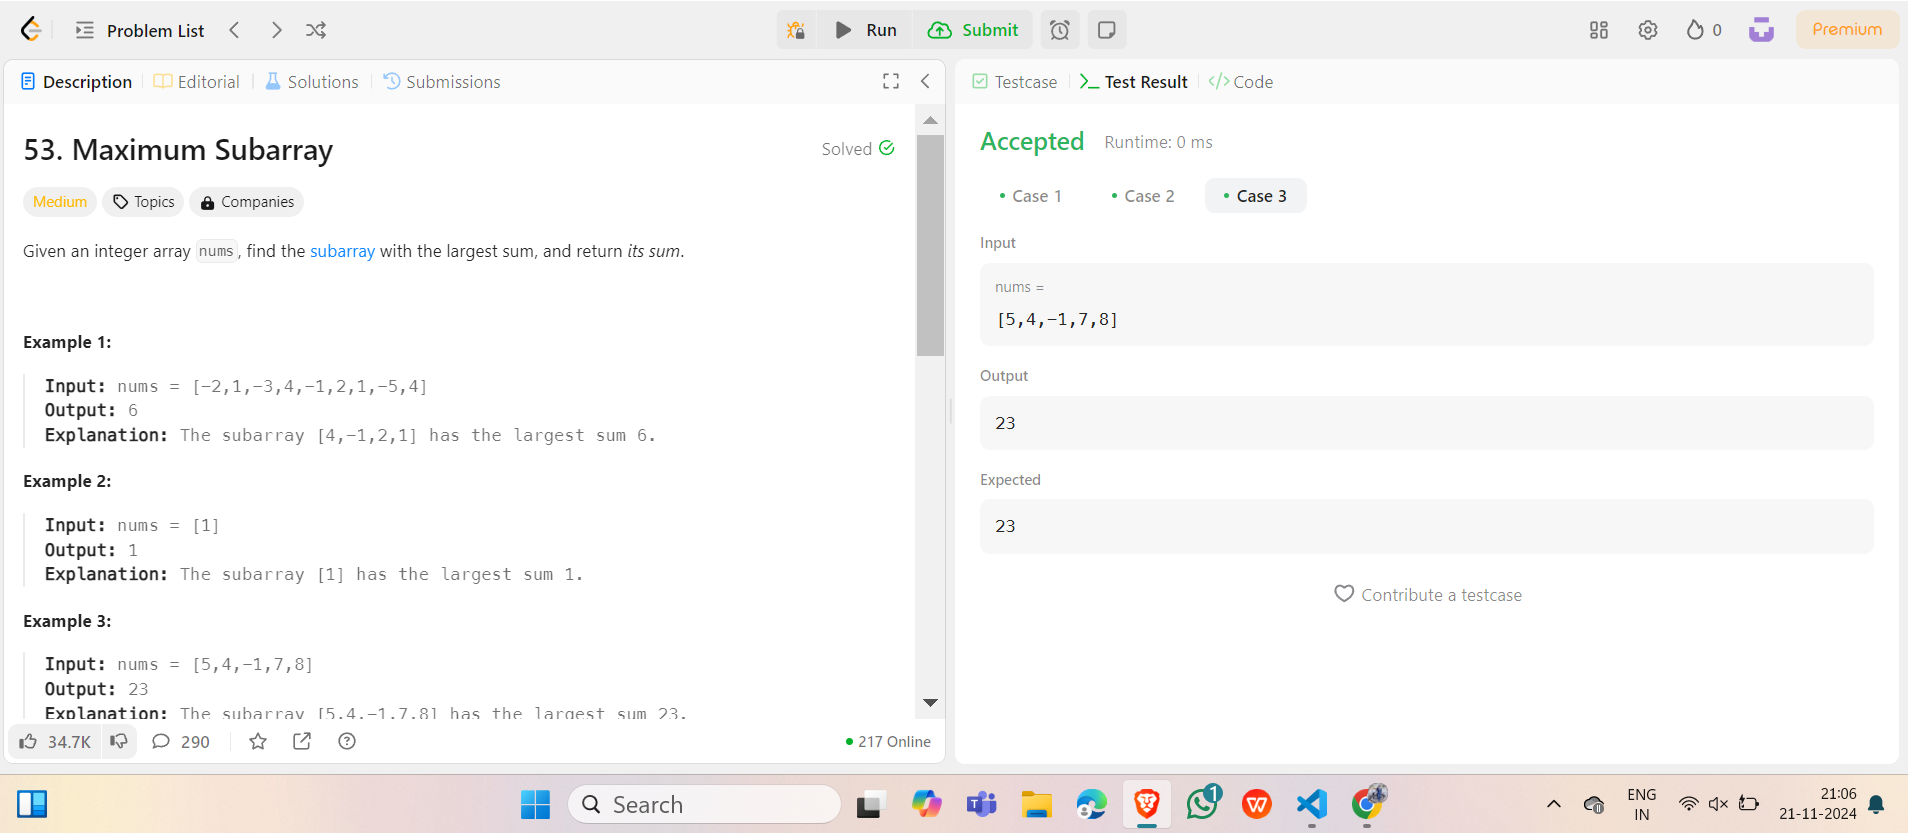 Problem List
Run
Submit
0
Premium
Description
Editorial
Solutions
Submissions
53. Maximum Subarray
Solved
Medium
Topics
Companies
Given an integer array nums, find the subarray with the largest sum, and return its sum.
Example 1:
Input: nums = [-2,1,-3,4,-1,2,1,-5,4]
Output: 6
Explanation: The subarray [4,-1,2,1] has the largest sum 6.
Example 2:
Input: nums = [1]
Output: 1
Explanation: The subarray [1] has the largest sum 1.
Example 3:
Input: nums = [5,4,-1,7,8]
Output: 23
Explanation: The subarray [5,4,-1,7,8] has the largest sum 23.
34.7K
290
217 Online
Testcase
Test Result
Code
Accepted
Runtime: 0 ms
Case 1
Case 2
Case 3
Input
nums =
[5,4,-1,7,8]
Output
23
Expected
23
Contribute a testcase
Search
1
ENG
IN
21:06
21-11-2024